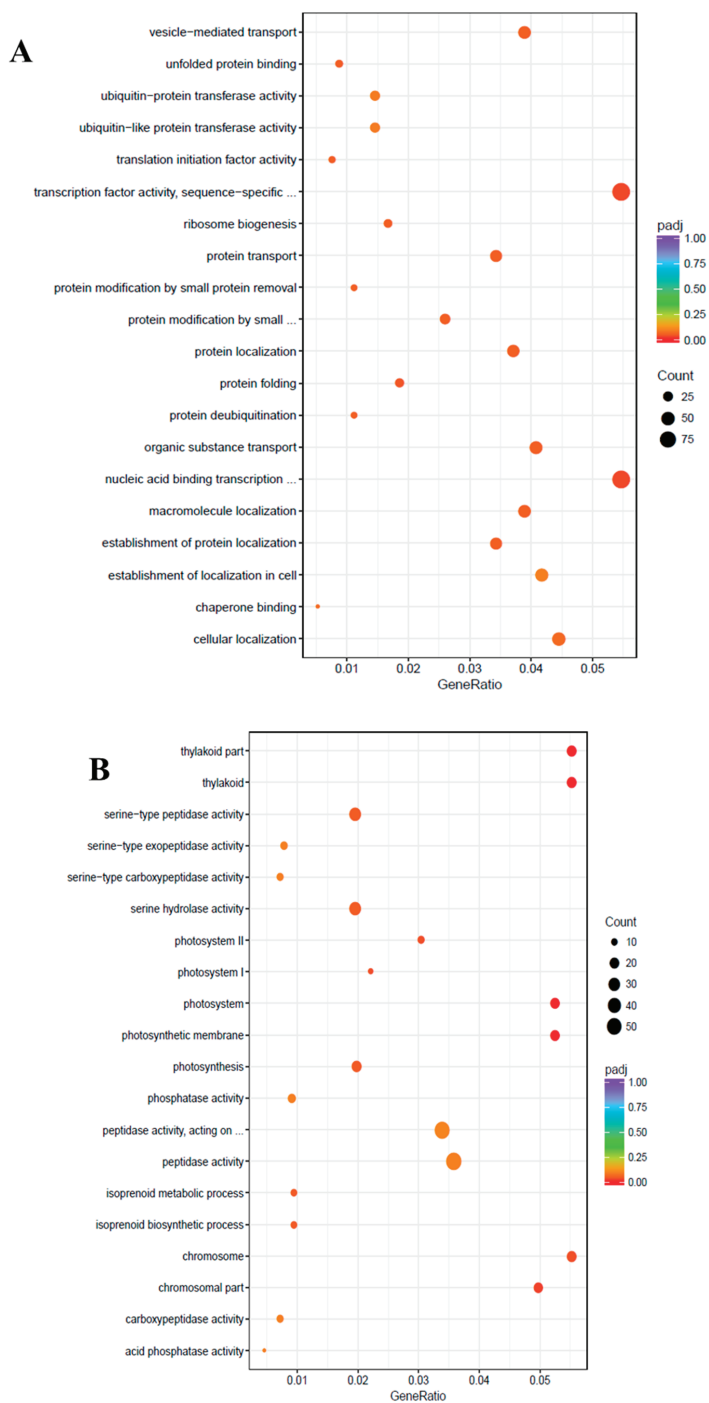 A
vesicle−mediated transport
unfolded protein binding
ubiquitin−protein transferase activity
ubiquitin−like protein transferase activity
translation initiation factor activity
transcription factor activity, sequence−specific ...
ribosome biogenesis
protein transport
protein modification by small protein removal
protein modification by small ...
protein localization
protein folding
protein deubiquitination
organic substance transport
nucleic acid binding transcription ...
macromolecule localization
establishment of protein localization
establishment of localization in cell
chaperone binding
cellular localization
0.01 0.02 0.03 0.04 0.05
GeneRatio
padj
1.00
0.75
0.50
0.25
0.00
Count
25
50
75
B
thylakoid part
thylakoid
serine−type peptidase activity
serine−type exopeptidase activity
serine−type carboxypeptidase activity
serine hydrolase activity
photosystem II
photosystem I
photosystem
photosynthetic membrane
photosynthesis
phosphatase activity
peptidase activity, acting on ...
peptidase activity
isoprenoid metabolic process
isoprenoid biosynthetic process
chromosome
chromosomal part
carboxypeptidase activity
acid phosphatase activity
0.01 0.02 0.03 0.04 0.05
GeneRatio
Count
10
20
30
40
50
padj
1.00
0.75
0.50
0.25
0.00